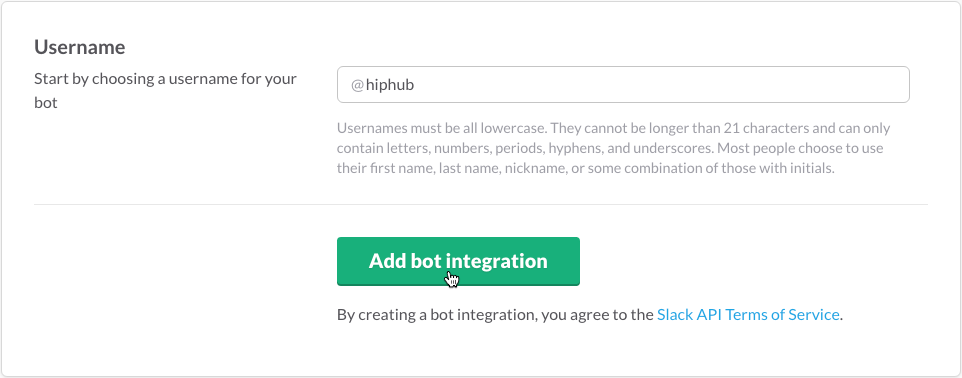 Username
Start by choosing a username for your
bot
@hiphub
Usernames must be all lowercase. They cannot be longer than 21 characters and can only
contain letters, numbers, periods, hyphens, and underscores. Most people choose to use
their first name, last name, nickname, or some combination of those with initials.
Add bot integration
By creating a bot integration, you agree to the Slack API Terms of Service.